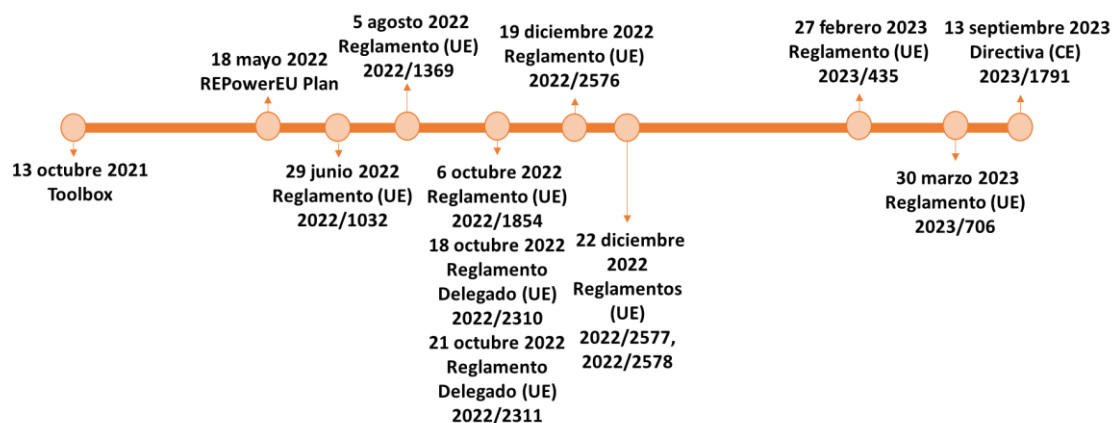 13 octubre 2021
Toolbox
18 mayo 2022
REPowerEU Plan
29 junio 2022
Reglamento (UE)
2022/1032
5 agosto 2022
Reglamento (UE)
2022/1369
6 octubre 2022
Reglamento (UE)
2022/1854
18 octubre 2022
Reglamento
Delegado (UE)
2022/2310
21 octubre 2022
Reglamento
Delegado (UE)
2022/2311
19 diciembre 2022
Reglamento (UE)
2022/2576
22 diciembre
2022
Reglamentos
(UE)
2022/2577,
2022/2578
27 febrero 2023
Reglamento (UE)
2023/435
30 marzo 2023
Reglamento (UE)
2023/706
13 septiembre 2023
Directiva (CE)
2023/1791